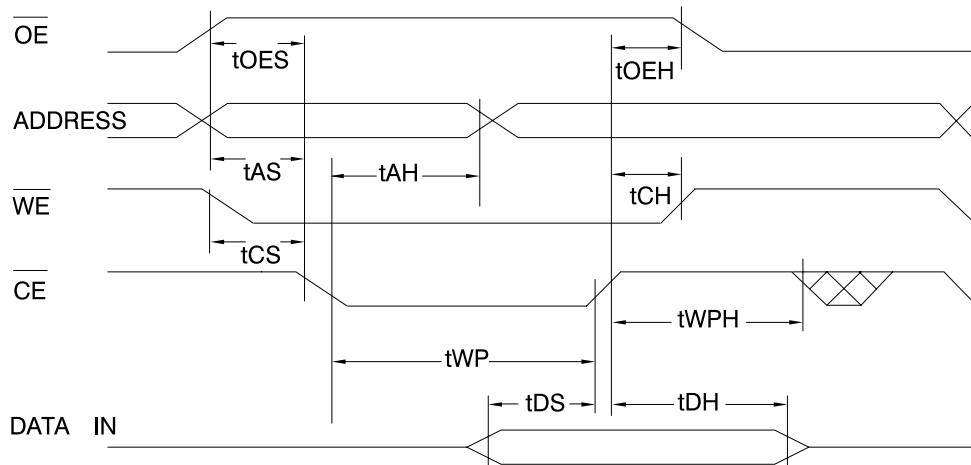 OE
tOES
tOEH
ADDRESS
tAS
tAH
tCH
WE
tCS
CE
tWPH
tWP
tDS
tDH
DATA IN